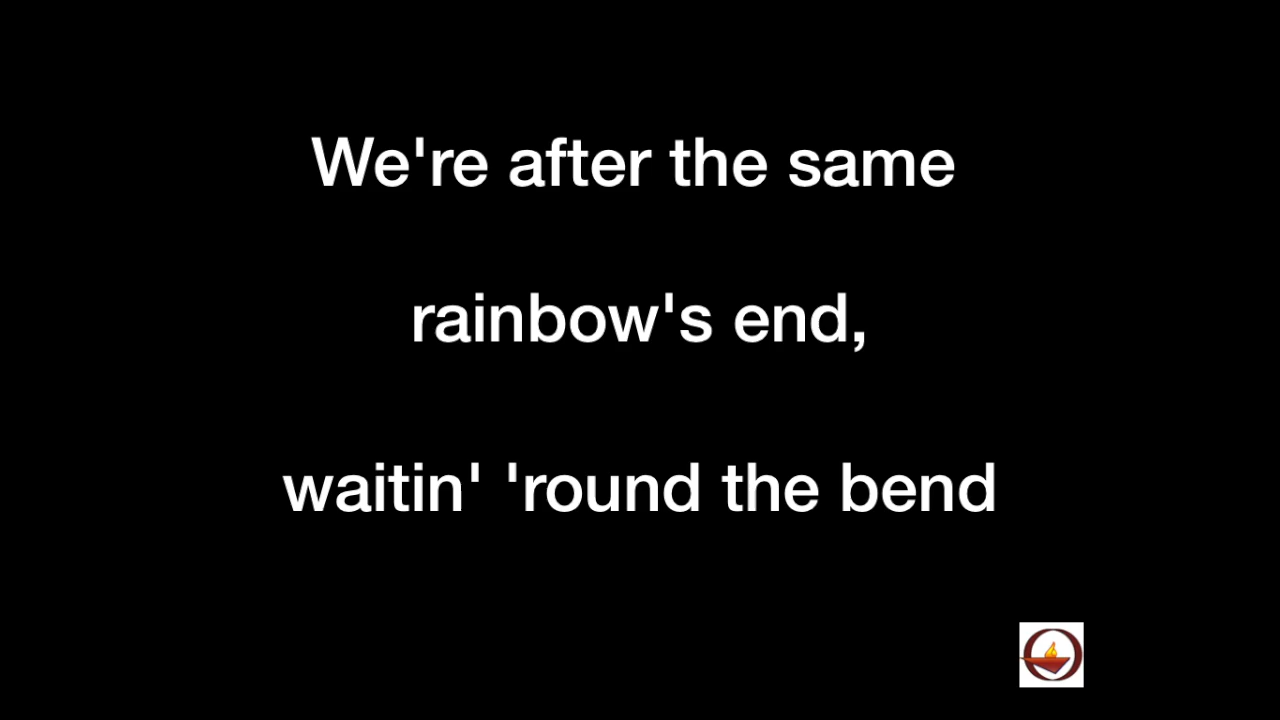 We're after the same
rainbow's end,
waitin' 'round the bend